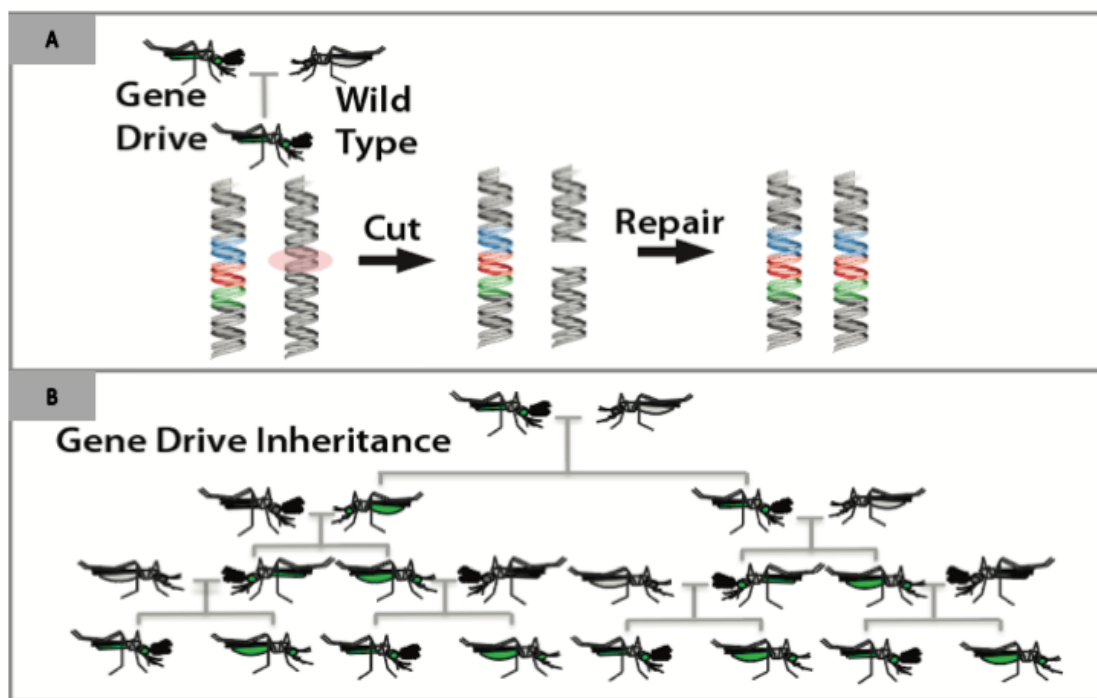 A
Gene Wild
Drive Type
Cut
Repair
B
Gene Drive Inheritance